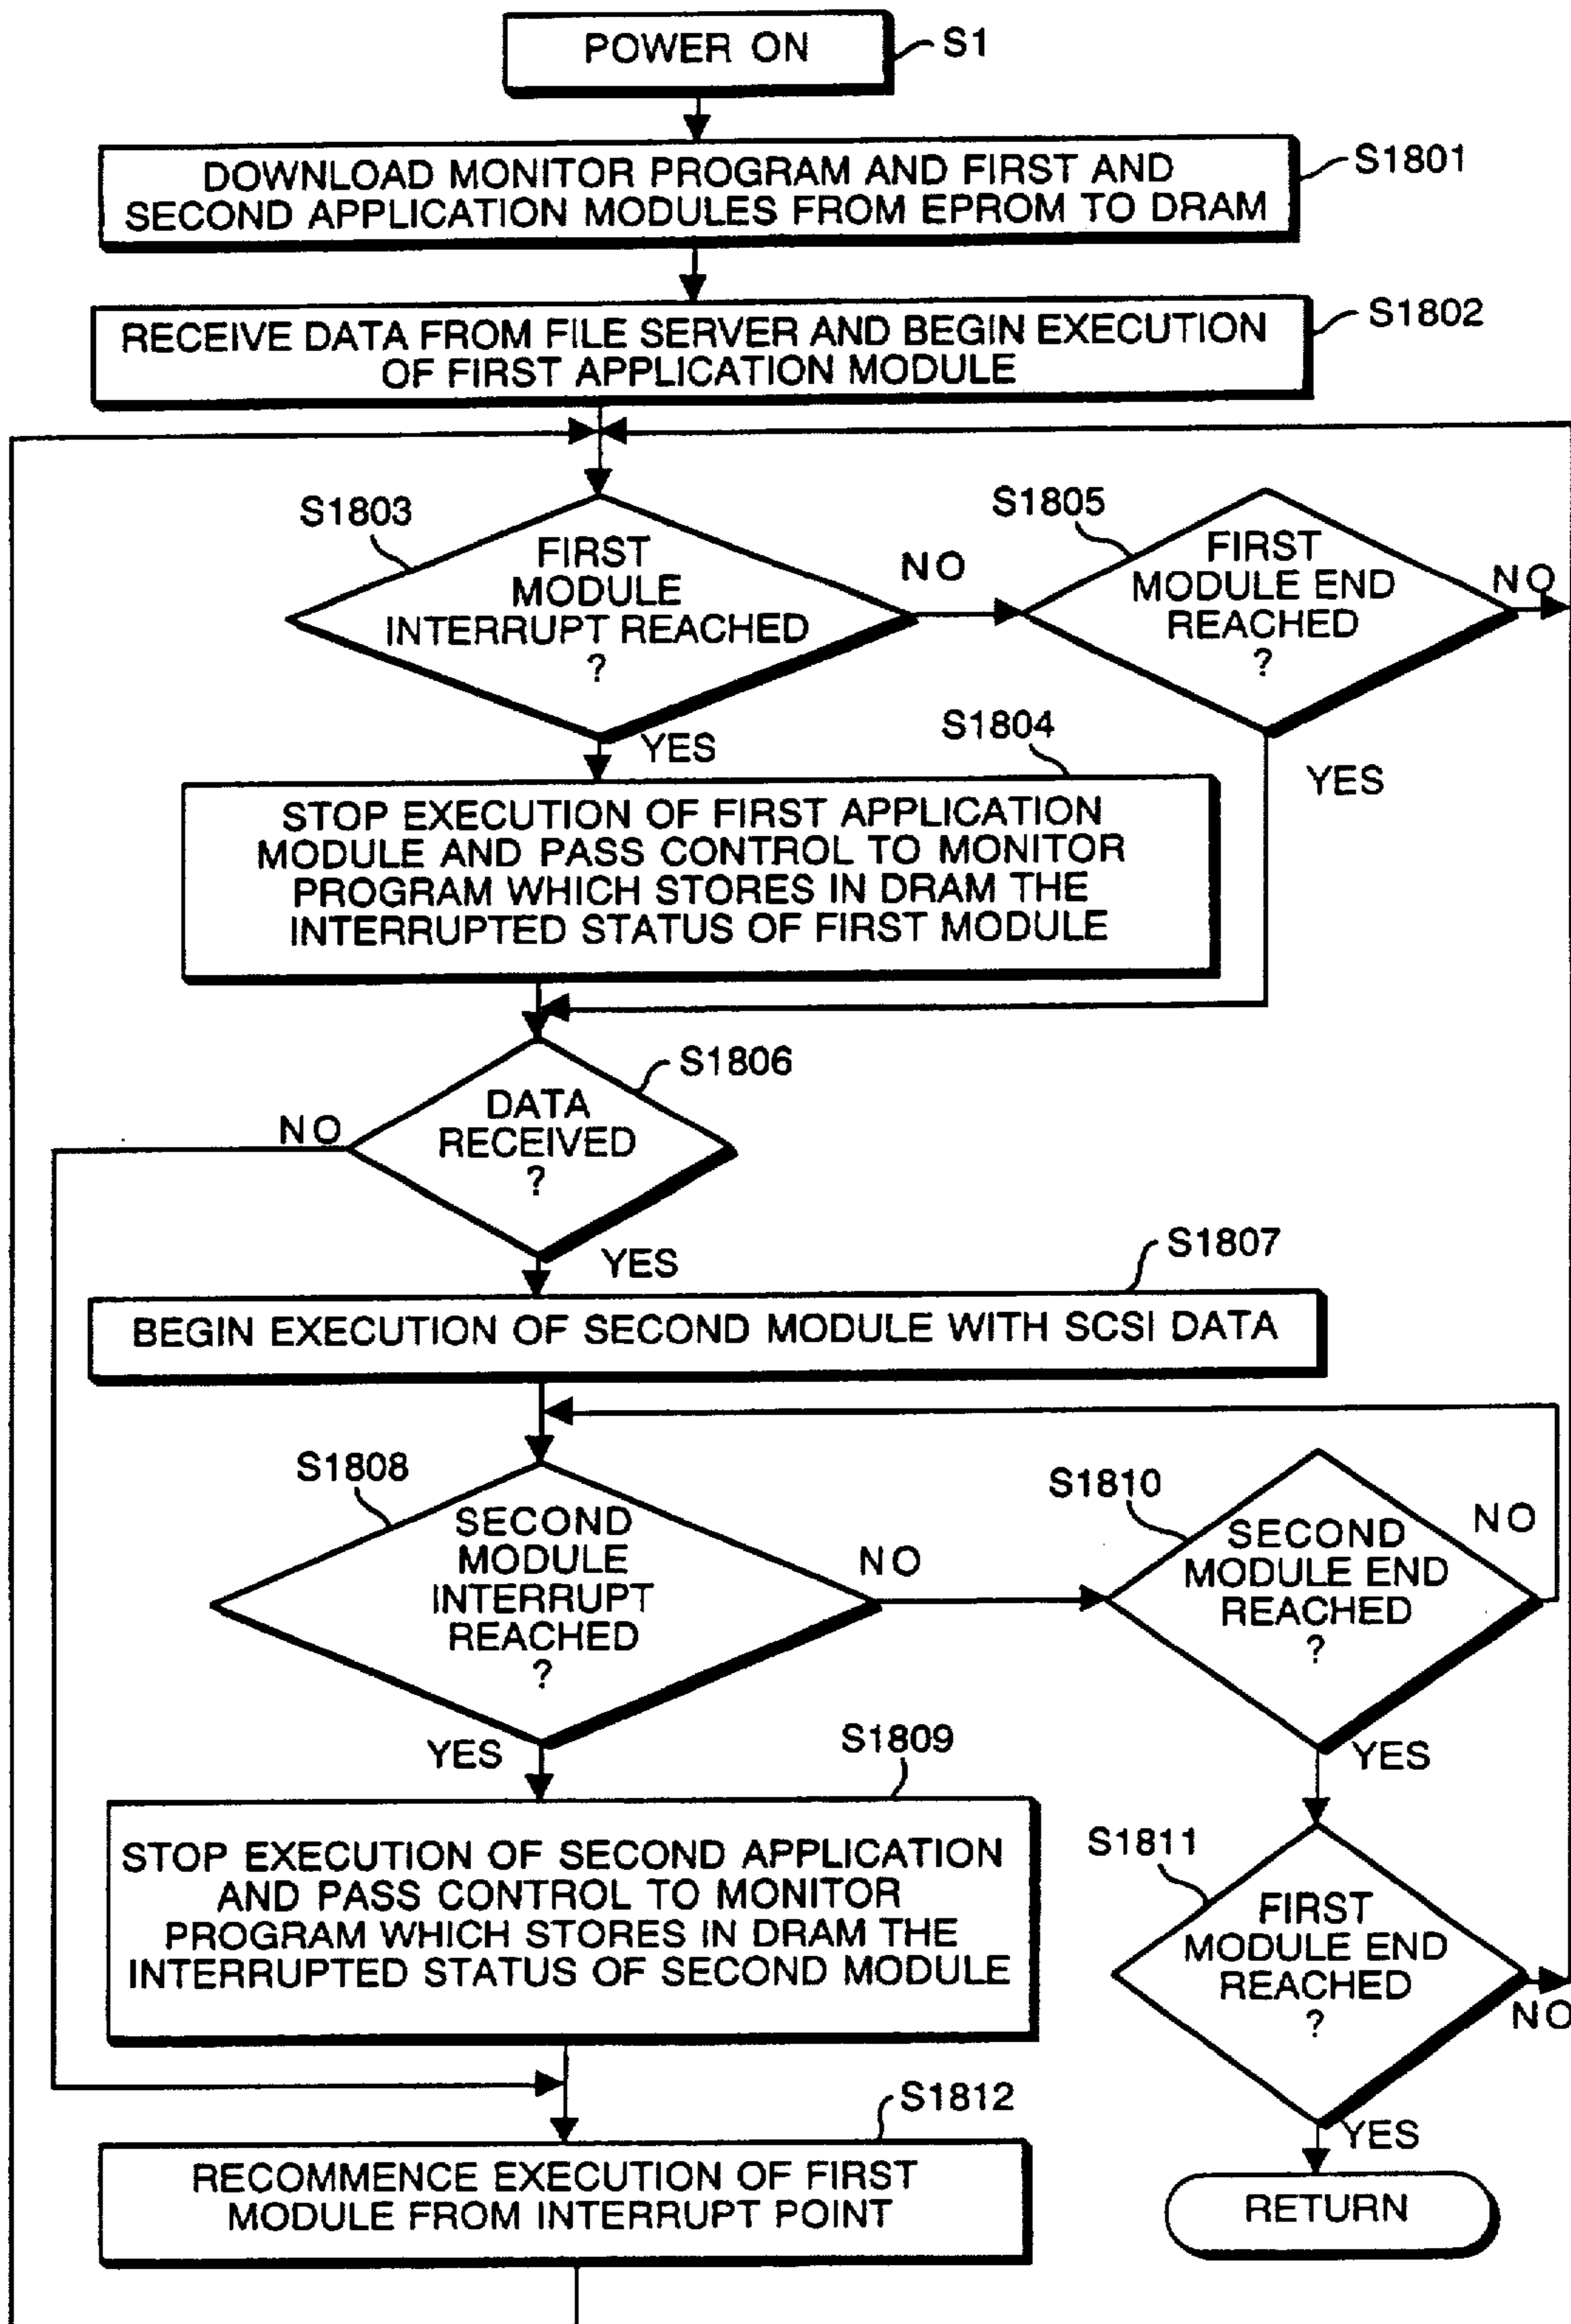 POWER ON
S1
DOWNLOAD MONITOR PROGRAM AND FIRST AND
SECOND APPLICATION MODULES FROM EPROM TO DRAM
S1801
RECEIVE DATA FROM FILE SERVER AND BEGIN EXECUTION
OF FIRST APPLICATION MODULE
S1802
S1803
FIRST
MODULE
INTERRUPT REACHED
?
NO
YES
S1805
FIRST
MODULE END
REACHED
?
NO
YES
S1804
STOP EXECUTION OF FIRST APPLICATION
MODULE AND PASS CONTROL TO MONITOR
PROGRAM WHICH STORES IN DRAM THE
INTERRUPTED STATUS OF FIRST MODULE
S1806
DATA
RECEIVED
?
NO
YES
S1807
BEGIN EXECUTION OF SECOND MODULE WITH SCSI DATA
S1808
SECOND
MODULE
INTERRUPT
REACHED
?
NO
YES
S1810
SECOND
MODULE END
REACHED
?
NO
YES
S1809
STOP EXECUTION OF SECOND APPLICATION
AND PASS CONTROL TO MONITOR
PROGRAM WHICH STORES IN DRAM THE
INTERRUPTED STATUS OF SECOND MODULE
S1811
FIRST
MODULE END
REACHED
?
NO
YES
S1812
RECOMMENCE EXECUTION OF FIRST
MODULE FROM INTERRUPT POINT
RETURN